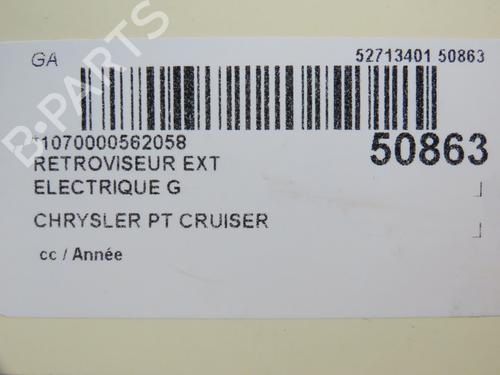 GA
52713401 50863
*1070000562058
50863
RETROVISEUR EXT
ELECTRIQUE G
CHRYSLER PT CRUISER
cc / Année
B-PARTS